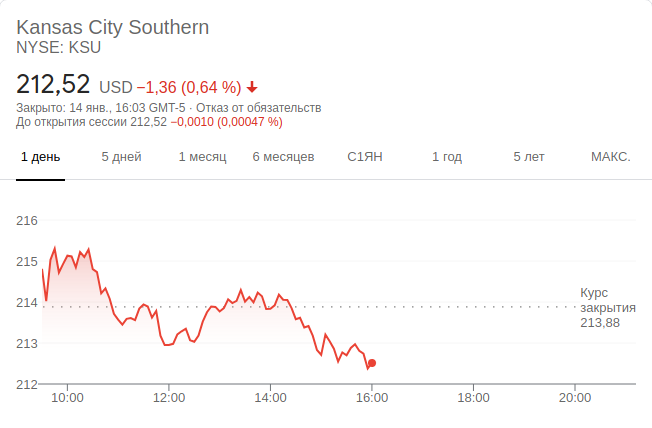 Kansas City Southern
NYSE: KSU
212,52 USD −1,36 (0,64 %)
Закрыто: 14 янв., 16:03 GMT-5 · Отказ от обязательств
До открытия сессии 212,52 −0,0010 (0,00047 %)
1 день 5 дней 1 месяц 6 месяцев С1ЯН 1 год 5 лет МАКС.
216
215
214
213
212
Курс
закрытия
213,88
10:00 12:00 14:00 16:00 18:00 20:00